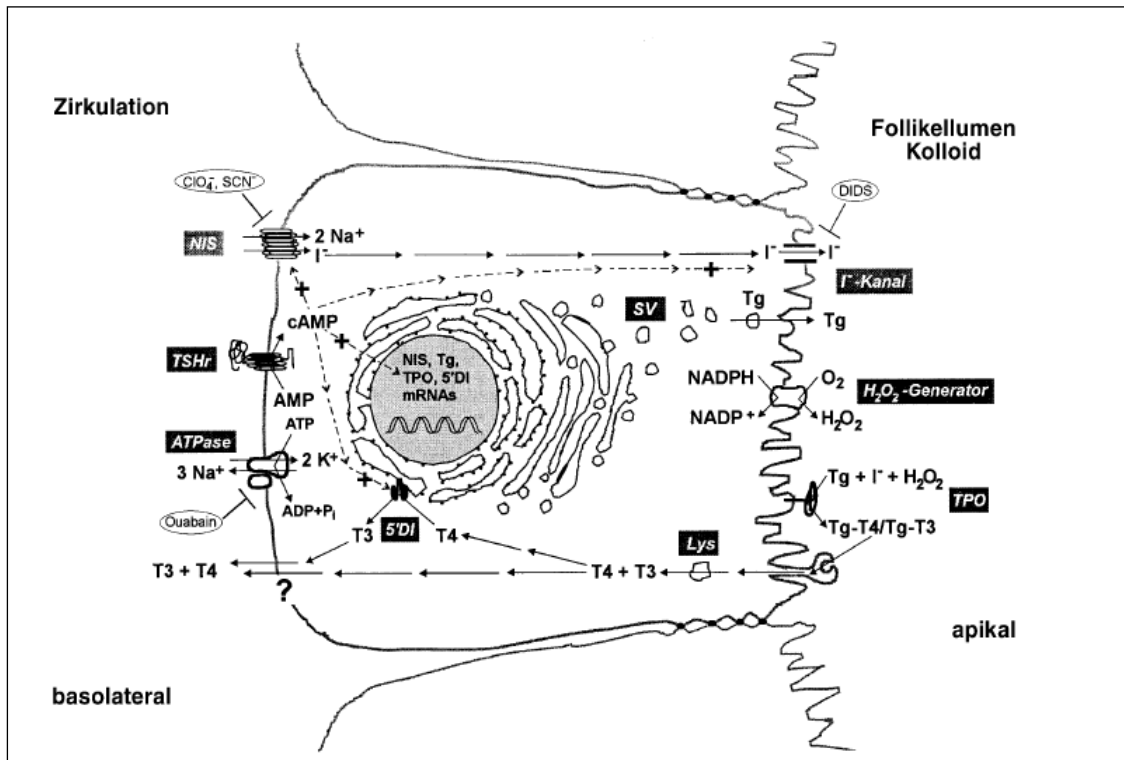 Zirkulation
Follikellumen
Kolloid
ClO₄⁻, SCN⁻
DIDS
NIS
2 Na⁺
I⁻
I⁻
I⁻
I⁻-Kanal
+
+
cAMP
+
SV
Tg
Tg
TSHr
NIS, Tg,
TPO, 5'DI
mRNAs
AMP
NADPH
O₂
H₂O₂-Generator
NADP⁺
H₂O₂
ATP
ATPase
3 Na⁺
2 K⁺
+
ADP+Pᵢ
Ouabain
Tg + I⁻ + H₂O₂
TPO
Tg-T4/Tg-T3
T3
5'DI
T4
Lys
T3 + T4
T4 + T3
?
apikal
basolateral